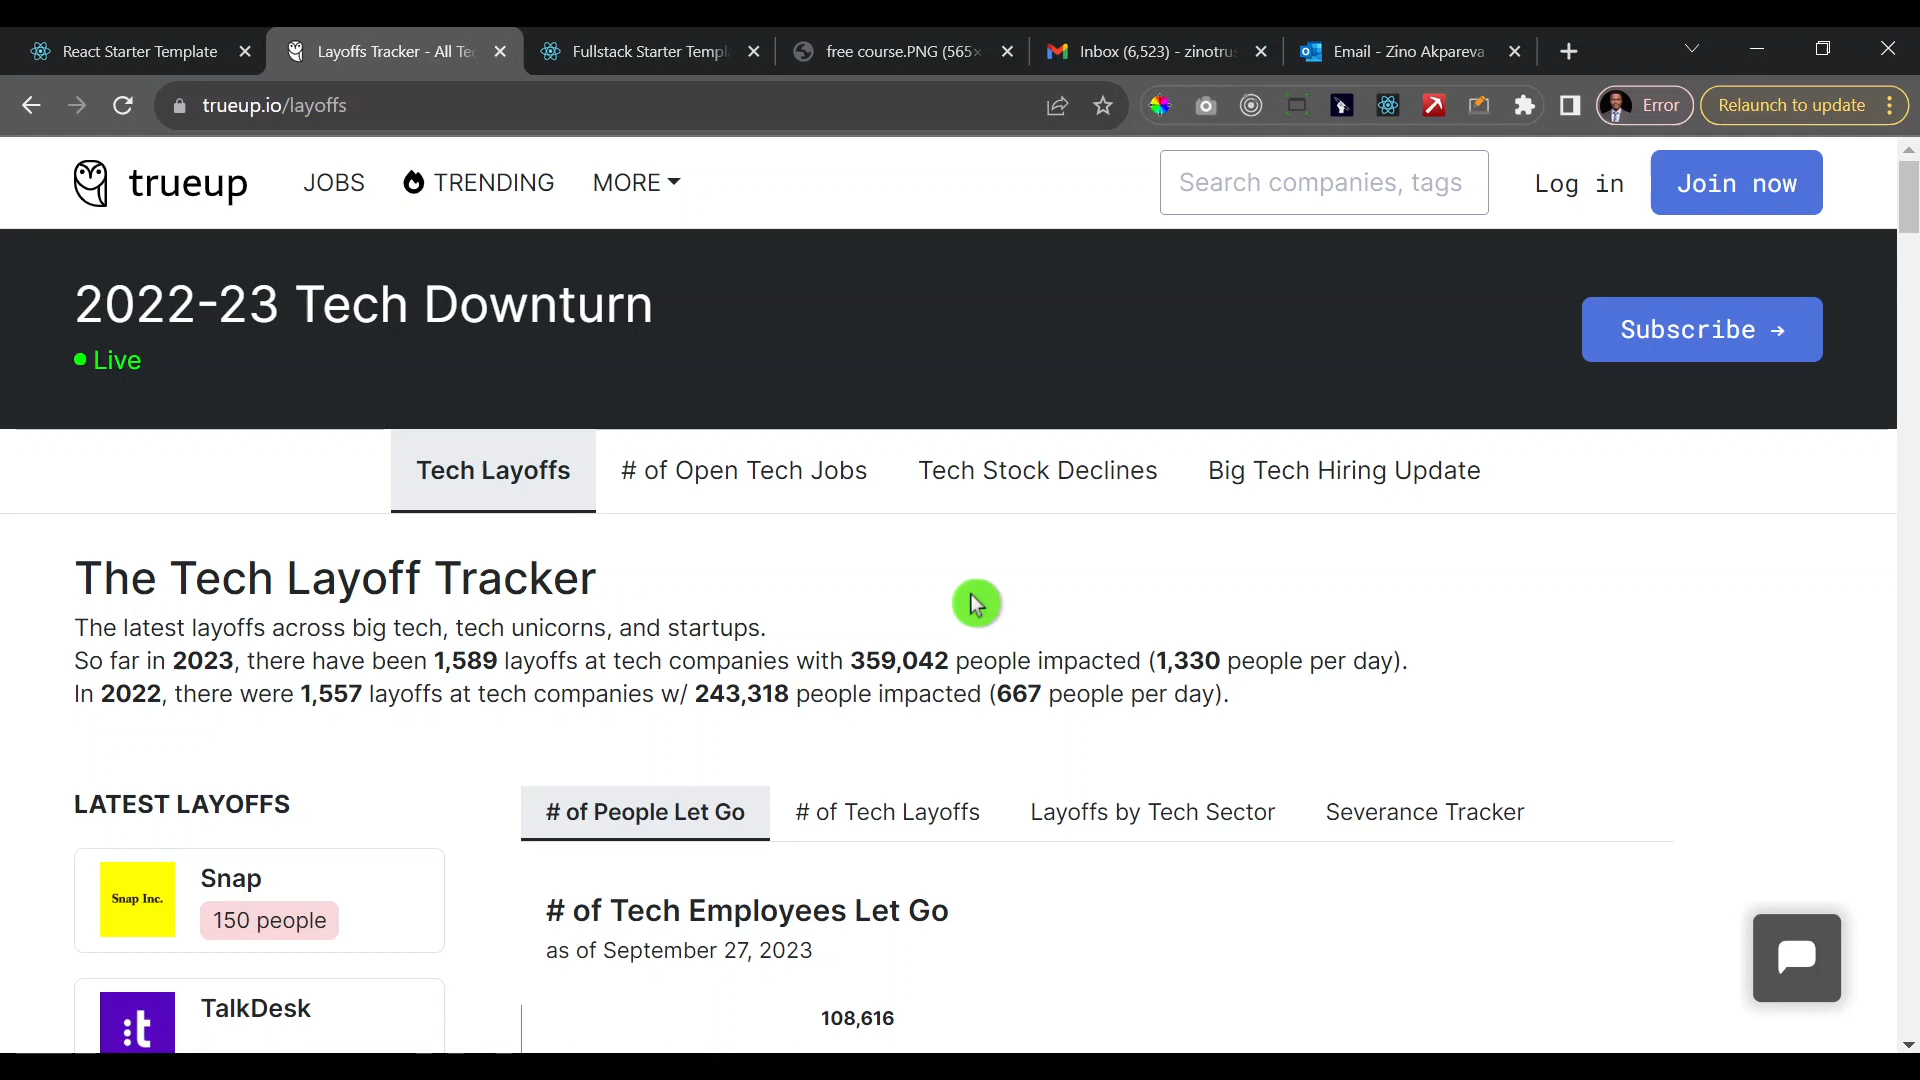 React Starter Template
Layoffs Tracker - All Te
Fullstack Starter Templ
free course.PNG (565×
Inbox (6,523) - zinotru
Email - Zino Akpareva
trueup.io/layoffs
Error
Relaunch to update
trueup
JOBS
TRENDING
MORE
Search companies, tags
Log in
Join now
2022-23 Tech Downturn
Live
Subscribe →
Tech Layoffs
# of Open Tech Jobs
Tech Stock Declines
Big Tech Hiring Update
The Tech Layoff Tracker
The latest layoffs across big tech, tech unicorns, and startups.
So far in 2023, there have been 1,589 layoffs at tech companies with 359,042 people impacted (1,330 people per day).
In 2022, there were 1,557 layoffs at tech companies w/ 243,318 people impacted (667 people per day).
LATEST LAYOFFS
# of People Let Go
# of Tech Layoffs
Layoffs by Tech Sector
Severance Tracker
Snap Inc.
Snap
150 people
# of Tech Employees Let Go
as of September 27, 2023
:t
TalkDesk
108,616